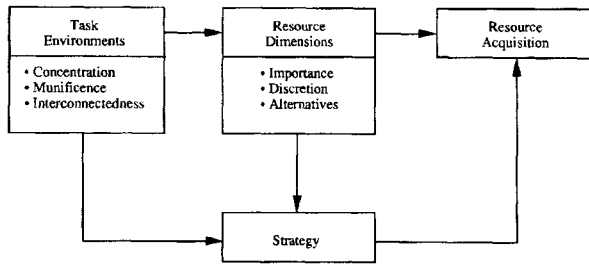 Task
Environments
• Concentration
• Munificence
• Interconnectedness
Resource
Dimensions
• Importance
• Discretion
• Alternatives
Resource
Acquisition
Strategy